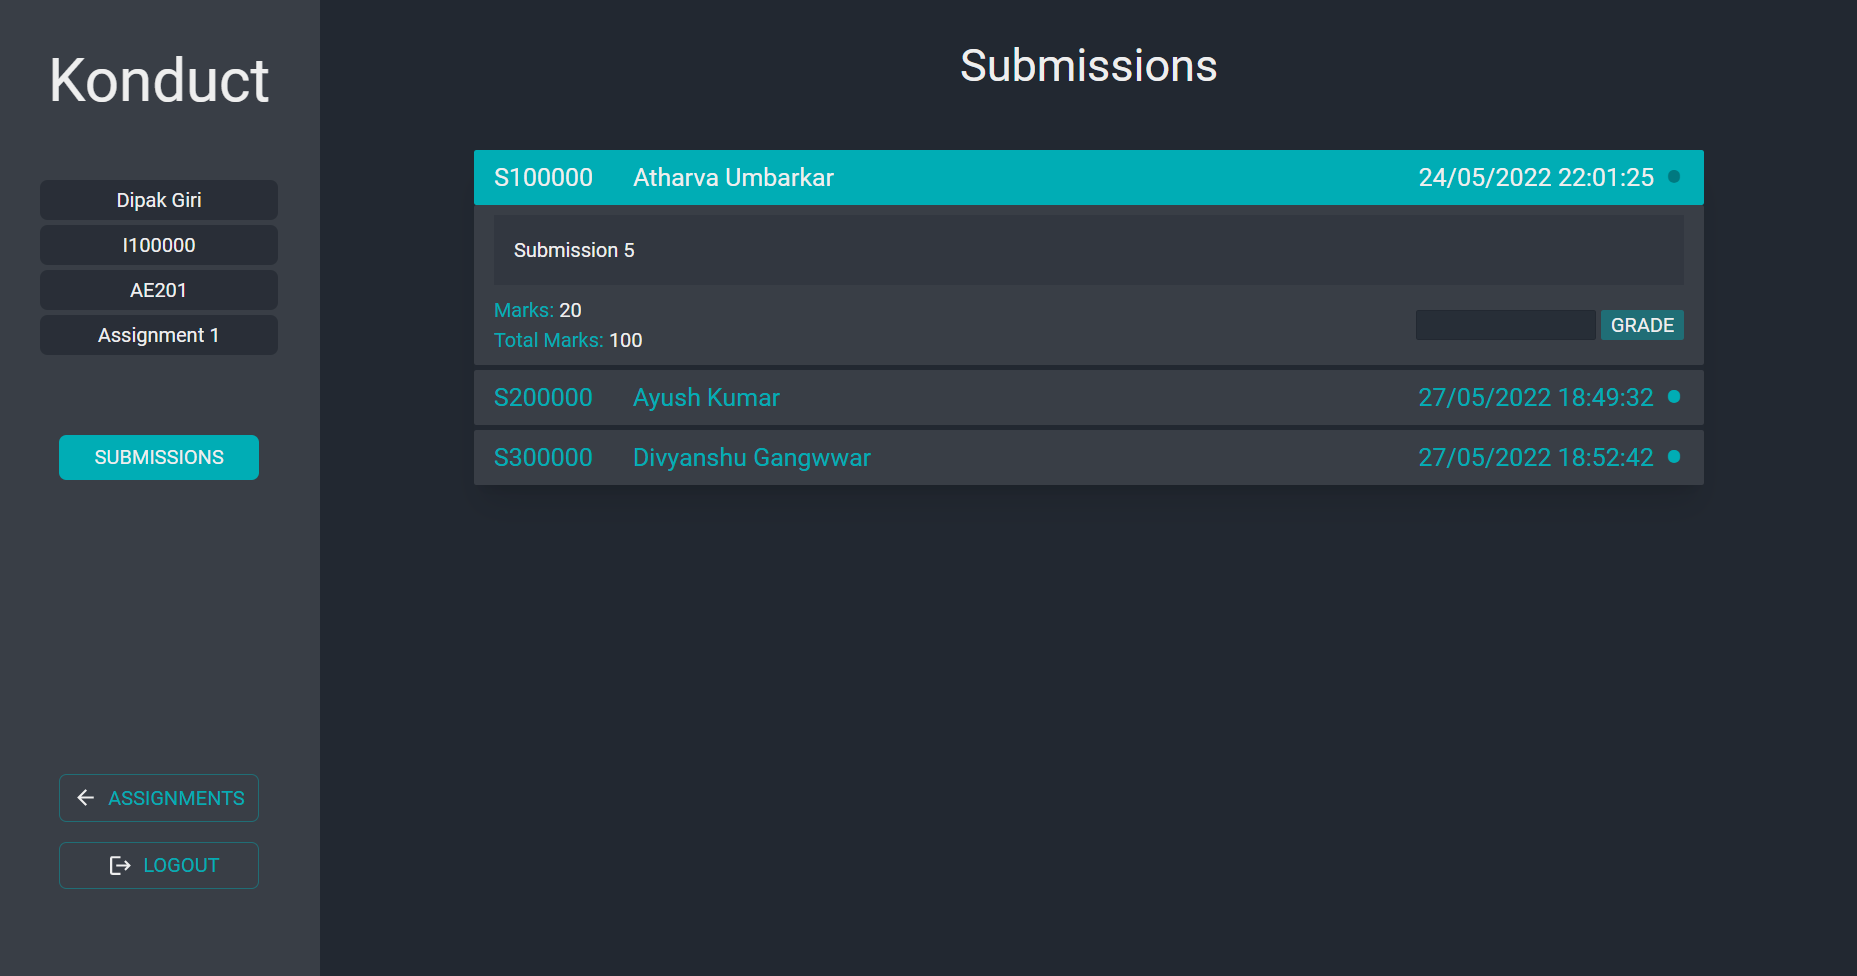 Konduct
Dipak Giri
I100000
AE201
Assignment 1
SUBMISSIONS
ASSIGNMENTS
LOGOUT
Submissions
S100000 Atharva Umbarkar 24/05/2022 22:01:25
Submission 5
Marks: 20
Total Marks: 100
GRADE
S200000 Ayush Kumar 27/05/2022 18:49:32
S300000 Divyanshu Gangwwar 27/05/2022 18:52:42